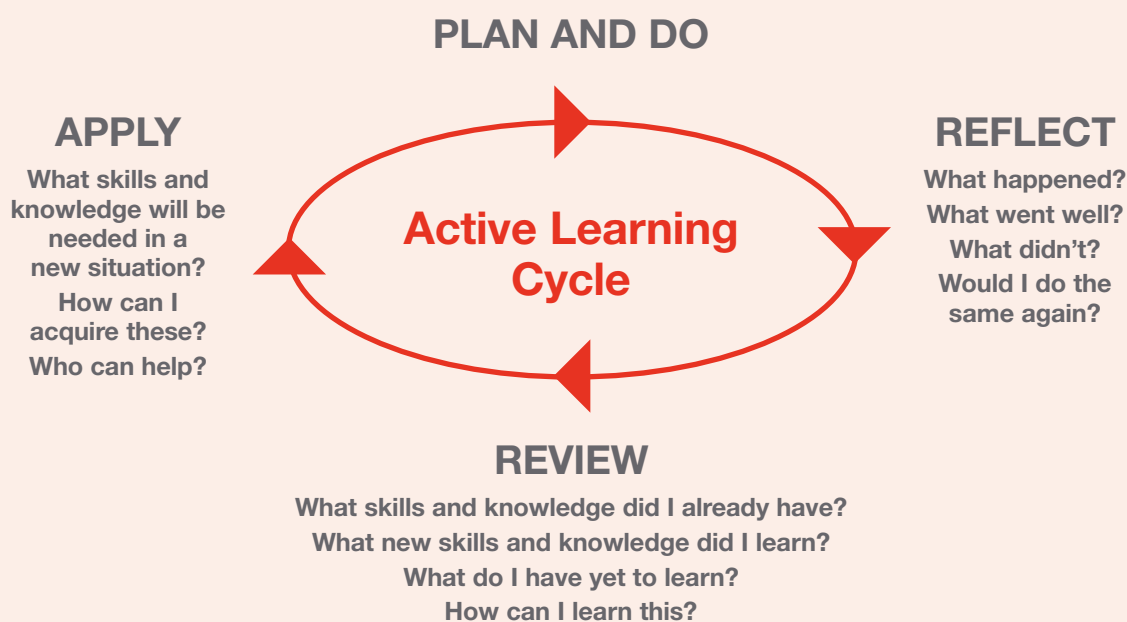 PLAN AND DO
APPLY
What skills and
knowledge will be
needed in a
new situation?
How can I
acquire these?
Who can help?
Active Learning
Cycle
REFLECT
What happened?
What went well?
What didn’t?
Would I do the
same again?
REVIEW
What skills and knowledge did I already have?
What new skills and knowledge did I learn?
What do I have yet to learn?
How can I learn this?